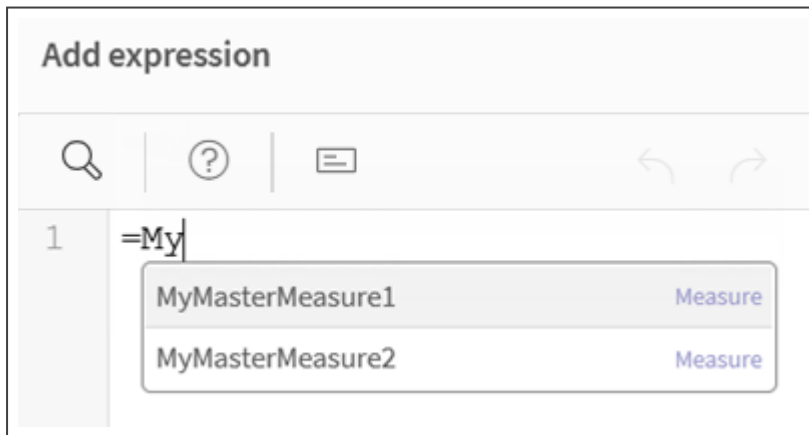 Add expression
1 =My
MyMasterMeasure1 Measure
MyMasterMeasure2 Measure